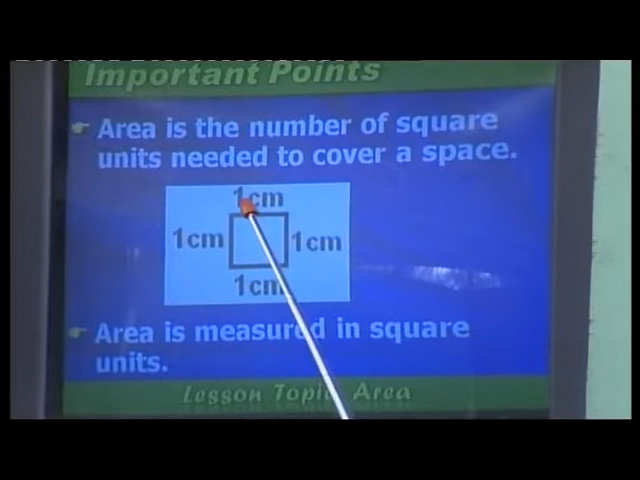 Important Points
Area is the number of square
units needed to cover a space.
1cm
1cm
1cm
1cm
Area is measured in square
units.
Lesson Topic Area